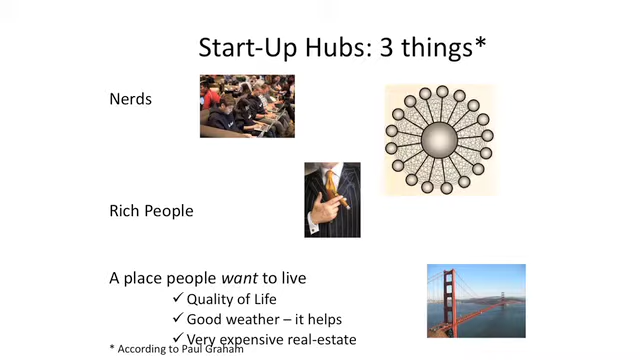 Start-Up Hubs: 3 things*
Nerds
Rich People
A place people want to live
✓ Quality of Life
✓ Good weather – it helps
✓ Very expensive real-estate
* According to Paul Graham